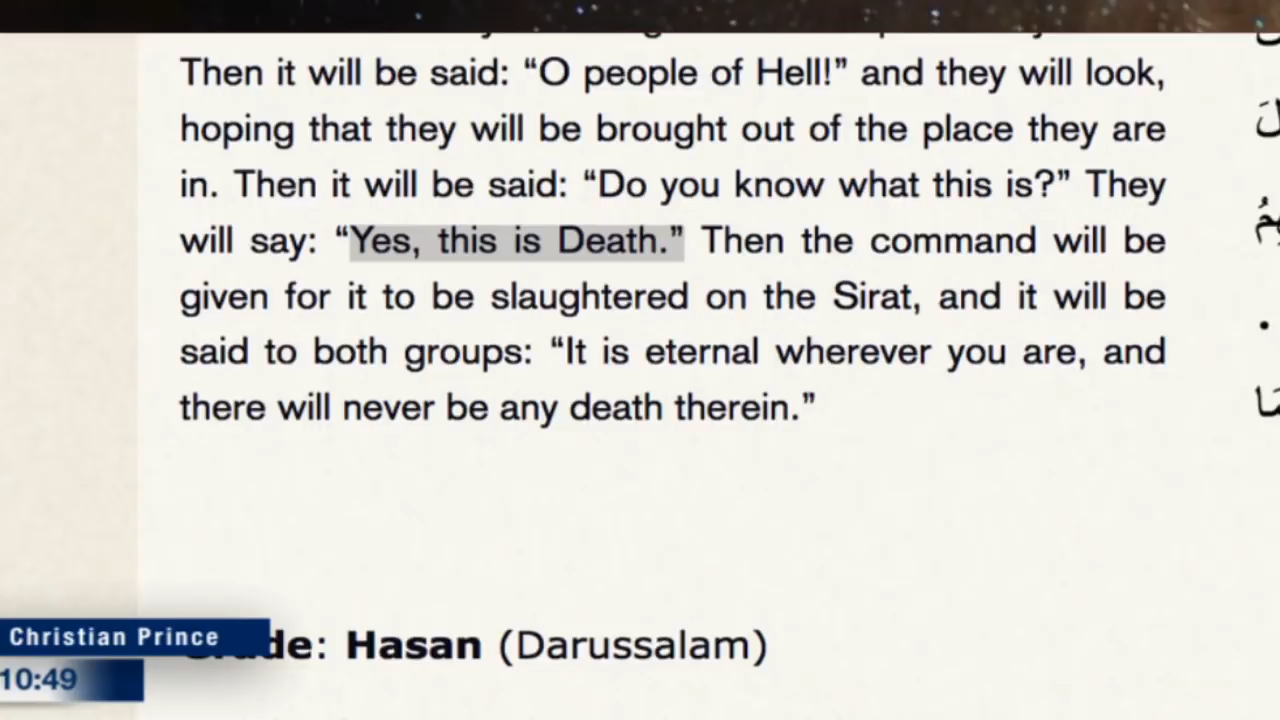 Then it will be said: “O people of Hell!” and they will look,
hoping that they will be brought out of the place they are
in. Then it will be said: “Do you know what this is?” They
will say: “Yes, this is Death.” Then the command will be
given for it to be slaughtered on the Sirat, and it will be
said to both groups: “It is eternal wherever you are, and
there will never be any death therein.”
Christian Prince
: Hasan (Darussalam)
10:49